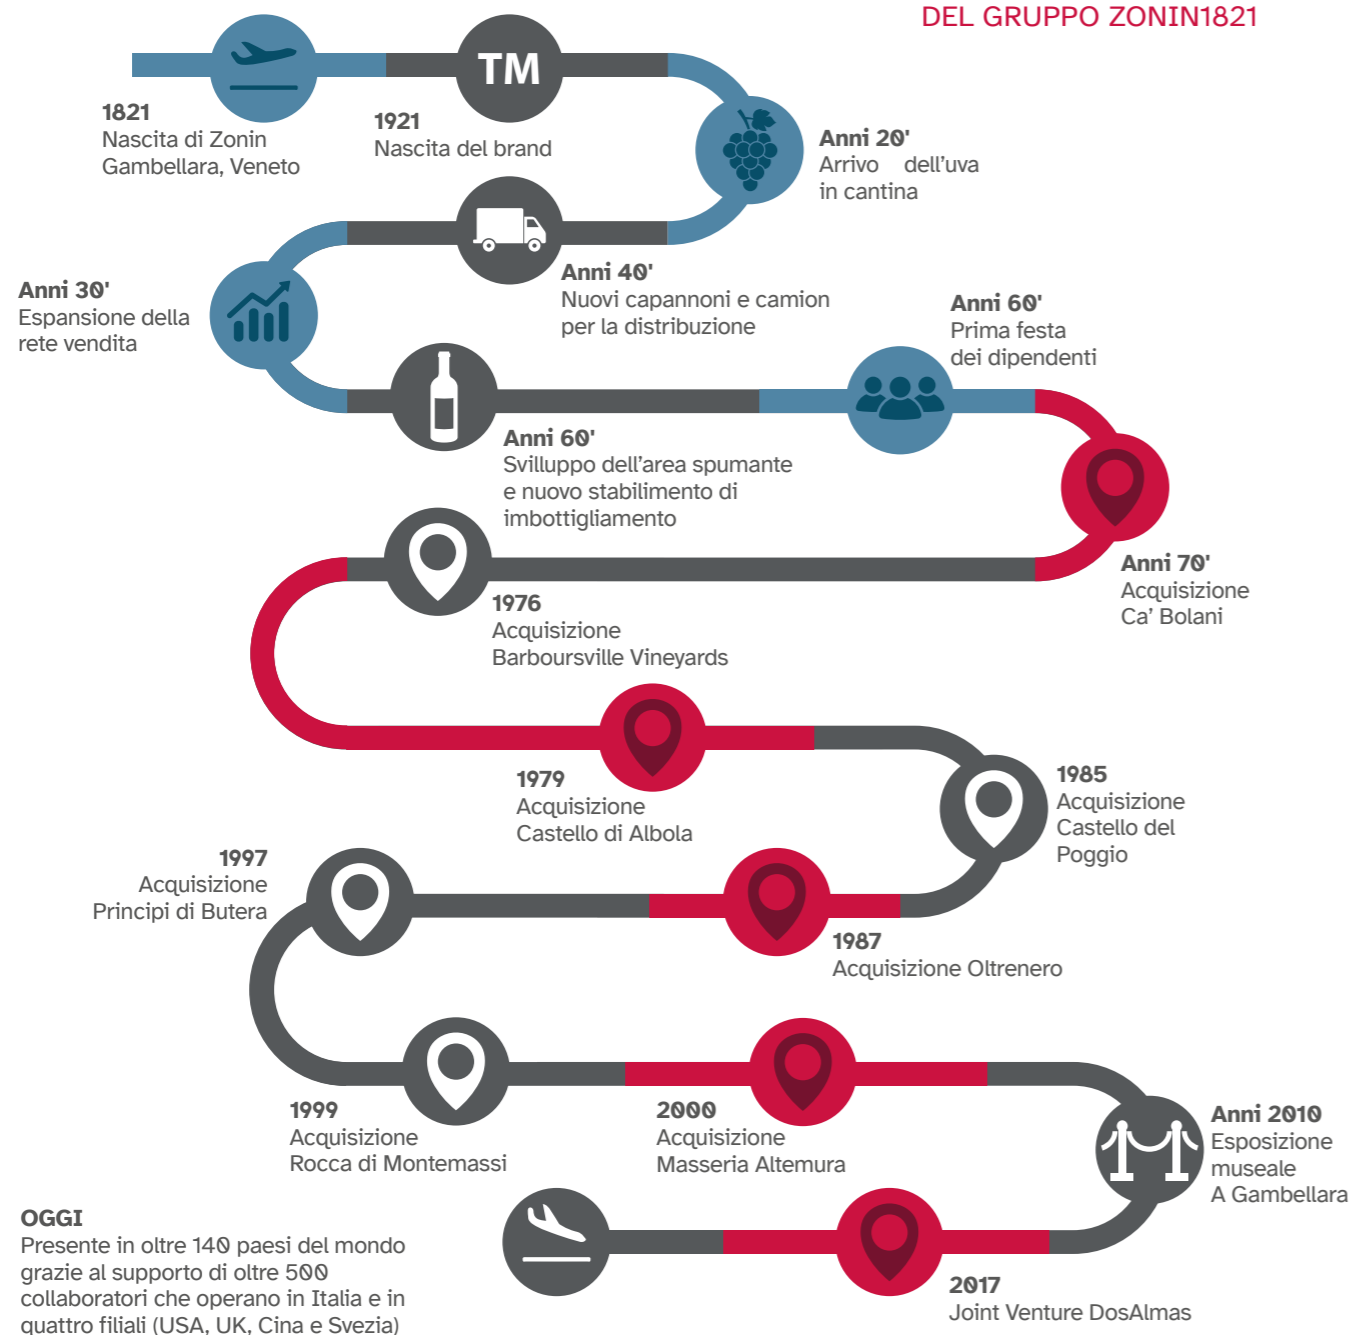 DEL GRUPPO ZONIN1821
1821
Nascita di Zonin
Gambellara, Veneto
TM
1921
Nascita del brand
Anni 20'
Arrivo dell’uva
in cantina
Anni 40'
Nuovi capannoni e camion
per la distribuzione
Anni 30'
Espansione della
rete vendita
Anni 60'
Sviluppo dell’area spumante
e nuovo stabilimento di
imbottigliamento
Anni 60'
Prima festa
dei dipendenti
Anni 70'
Acquisizione
Ca’ Bolani
1976
Acquisizione
Barboursville Vineyards
1979
Acquisizione
Castello di Albola
1985
Acquisizione
Castello del
Poggio
1987
Acquisizione Oltrenero
1997
Acquisizione
Principi di Butera
1999
Acquisizione
Rocca di Montemassi
2000
Acquisizione
Masseria Altemura
Anni 2010
Esposizione
museale
A Gambellara
2017
Joint Venture DosAlmas
OGGI
Presente in oltre 140 paesi del mondo
grazie al supporto di oltre 500
collaboratori che operano in Italia e in
quattro filiali (USA, UK, Cina e Svezia)